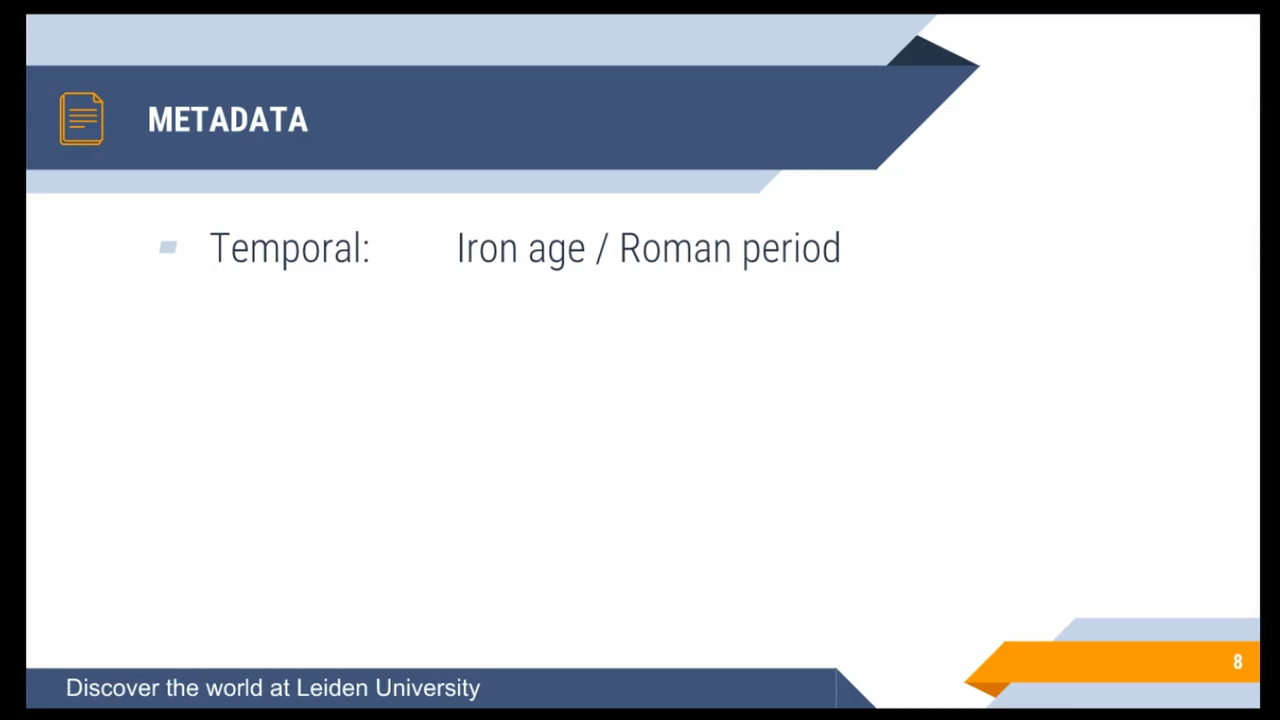 METADATA
Temporal: Iron age / Roman period
8
Discover the world at Leiden University